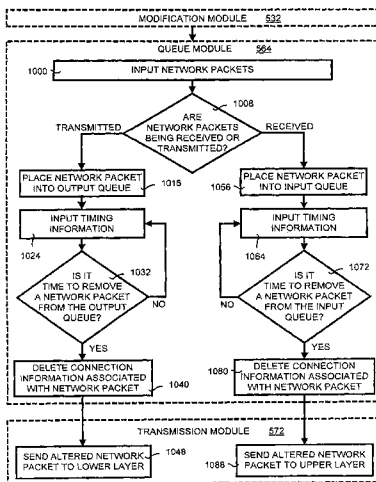 MODIFICATION MODULE 532
QUEUE MODULE 564
1000
INPUT NETWORK PACKETS
1008
ARE
NETWORK PACKETS
BEING RECEIVED OR
TRANSMITTED?
TRANSMITTED
RECEIVED
PLACE NETWORK PACKET
INTO OUTPUT QUEUE
1016
PLACE NETWORK PACKET
INTO INPUT QUEUE
1056
INPUT TIMING
INFORMATION
1024
INPUT TIMING
INFORMATION
1064
1032
IS IT
TIME TO REMOVE
A NETWORK PACKET
FROM THE OUTPUT
QUEUE?
NO
YES
1072
IS IT
TIME TO REMOVE
A NETWORK PACKET
FROM THE INPUT
QUEUE?
NO
YES
DELETE CONNECTION
INFORMATION ASSOCIATED
WITH NETWORK PACKET
1040
DELETE CONNECTION
INFORMATION ASSOCIATED
WITH NETWORK PACKET
1080
TRANSMISSION MODULE 572
SEND ALTERED NETWORK
PACKET TO LOWER LAYER
1048
SEND ALTERED NETWORK
PACKET TO UPPER LAYER
1088